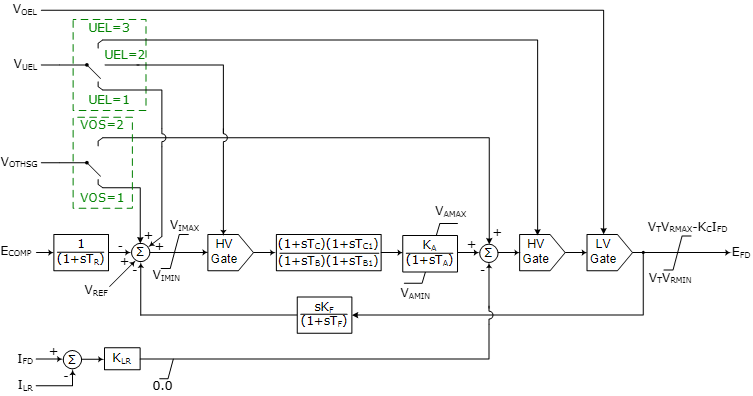 VOEL
UEL=3
UEL=2
VUEL
UEL=1
VOS=2
VOTHSG
VOS=1
VIMAX
VAMAX
VTVRMAX-KCIFD
ECOMP
1
(1+sTR)
-
+
+
+
-
Σ
VREF
VIMIN
HV
Gate
(1+sTC)(1+sTC1)
(1+sTB)(1+sTB1)
KA
(1+sTA)
VAMIN
+
+
-
Σ
HV
Gate
LV
Gate
EFD
VTVRMIN
sKF
(1+sTF)
IFD
+
Σ
-
KLR
0.0
ILR